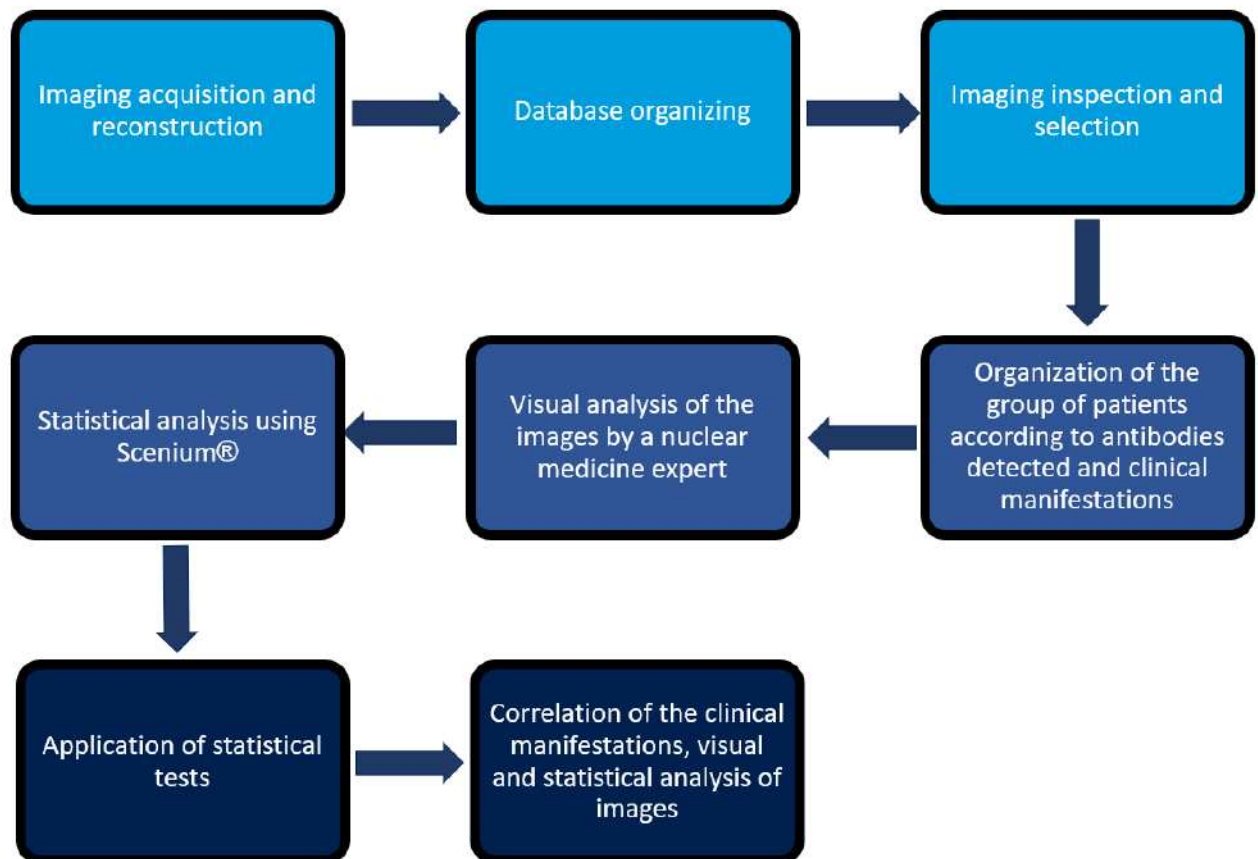 Imaging acquisition and
reconstruction
Database organizing
Imaging inspection and
selection
Organization of the
group of patients
according to antibodies
detected and clinical
manifestations
Visual analysis of the
images by a nuclear
medicine expert
Statistical analysis using
Scenium®
Application of statistical
tests
Correlation of the clinical
manifestations, visual
and statistical analysis of
images